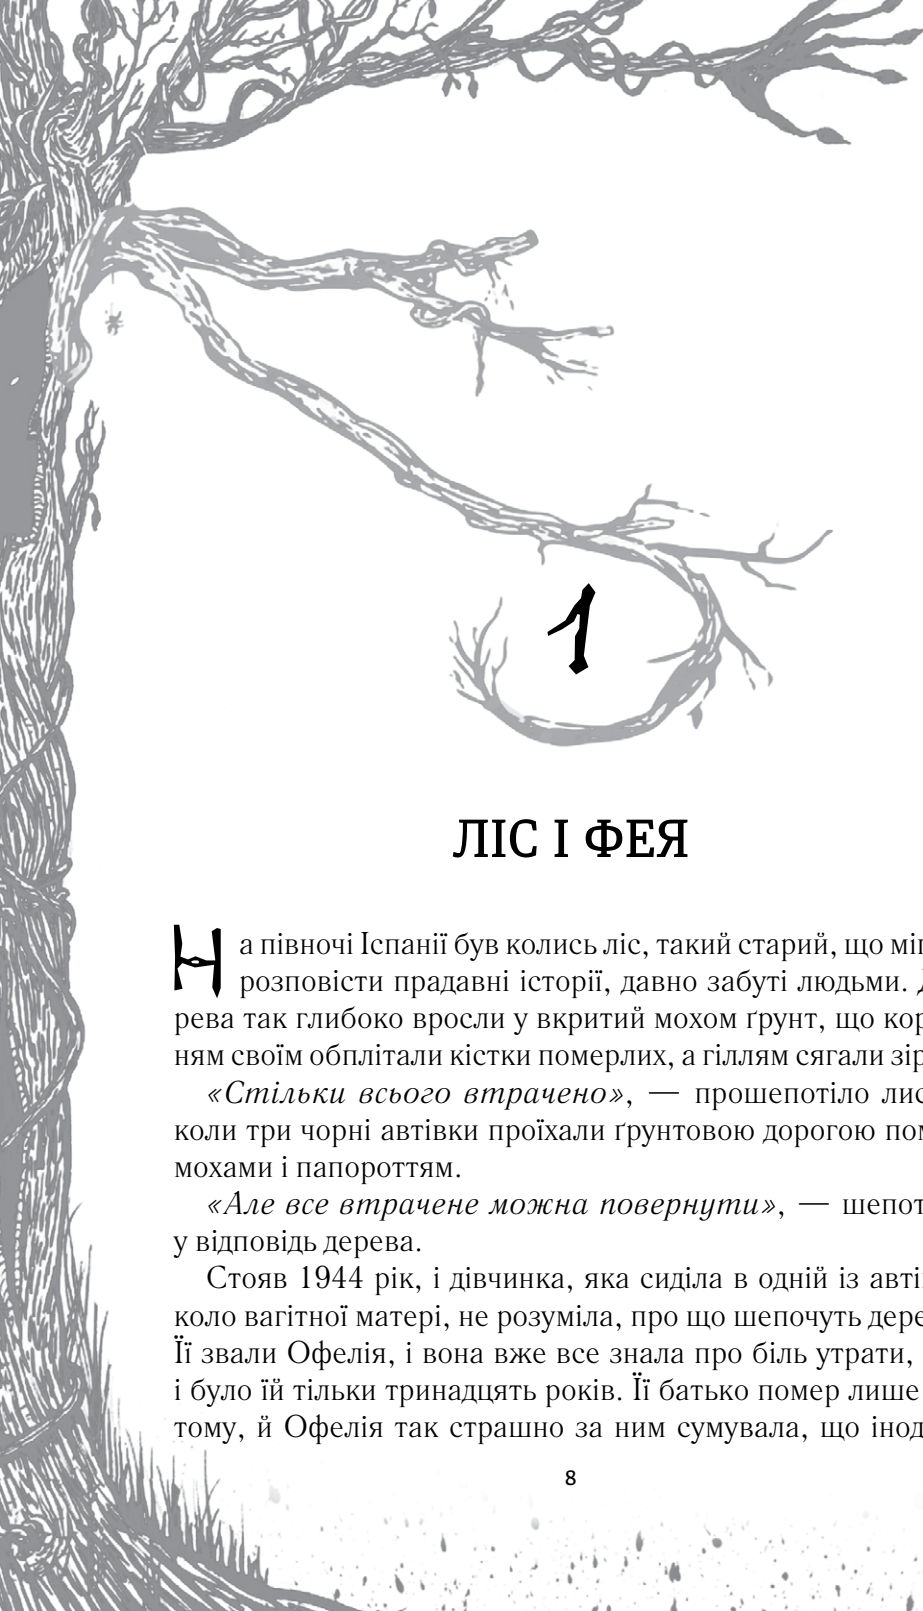 1
ЛІС І ФЕЯ
На півночі Іспанії був колись ліс, такий старий, що міг
розповісти прадавні історії, давно забуті людьми. Д
рева так глибоко вросли у вкритий мохом ґрунт, що кор
ням своїм обплітали кістки померлих, а гіллям сягали зір
«Стільки всього втрачено», — прошепотіло лис
коли три чорні автівки проїхали ґрунтовою дорогою пом
мохами і папороттям.
«Але все втрачене можна повернути», — шепот
у відповідь дерева.
Стояв 1944 рік, і дівчинка, яка сиділа в одній із авті
коло вагітної матері, не розуміла, про що шепочуть дере
Її звали Офелія, і вона вже все знала про біль утрати,
і було їй тільки тринадцять років. Її батько помер лише
тому, й Офелія так страшно за ним сумувала, що інод
8